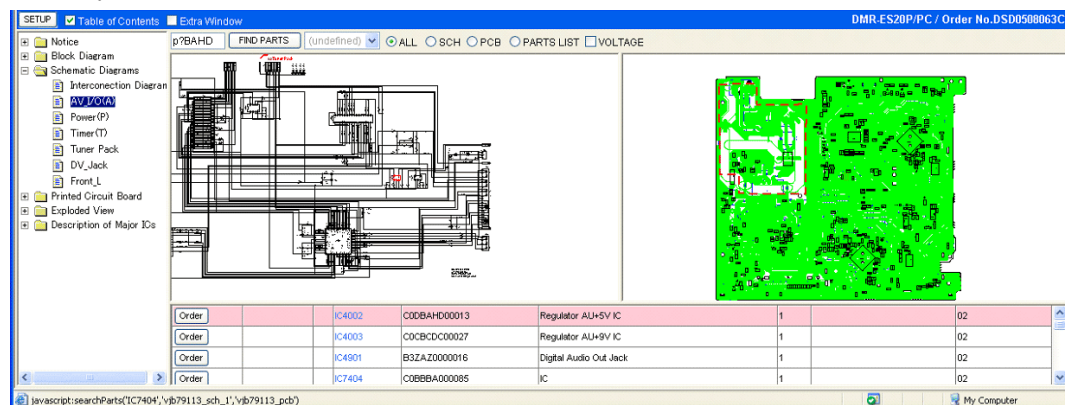 SETUP Table of Contents Extra Window DMR-ES20P/PC / Order No.DSD0508063C
p?BAHD FIND PARTS (undefined) ALL SCH PCB PARTS LIST VOLTAGE
Notice
Block Diagram
Schematic Diagrams
Interconection Diagran
AV_I/O(A)
Power(P)
Timer(T)
Tuner Pack
DV_Jack
Front_L
Printed Circuit Board
Exploded View
Description of Major ICs
Order IC4002 C0DBAHD00013 Regulator AU+5V IC 1 02
Order IC4003 C0CBCDC00027 Regulator AU+9V IC 1 02
Order IC4901 B3ZAZ0000016 Digital Audio Out Jack 1 02
Order IC7404 C0BBBA000085 IC 1 02
javascript:searchParts('IC7404','vjb79113_sch_1','vjb79113_pcb') My Computer